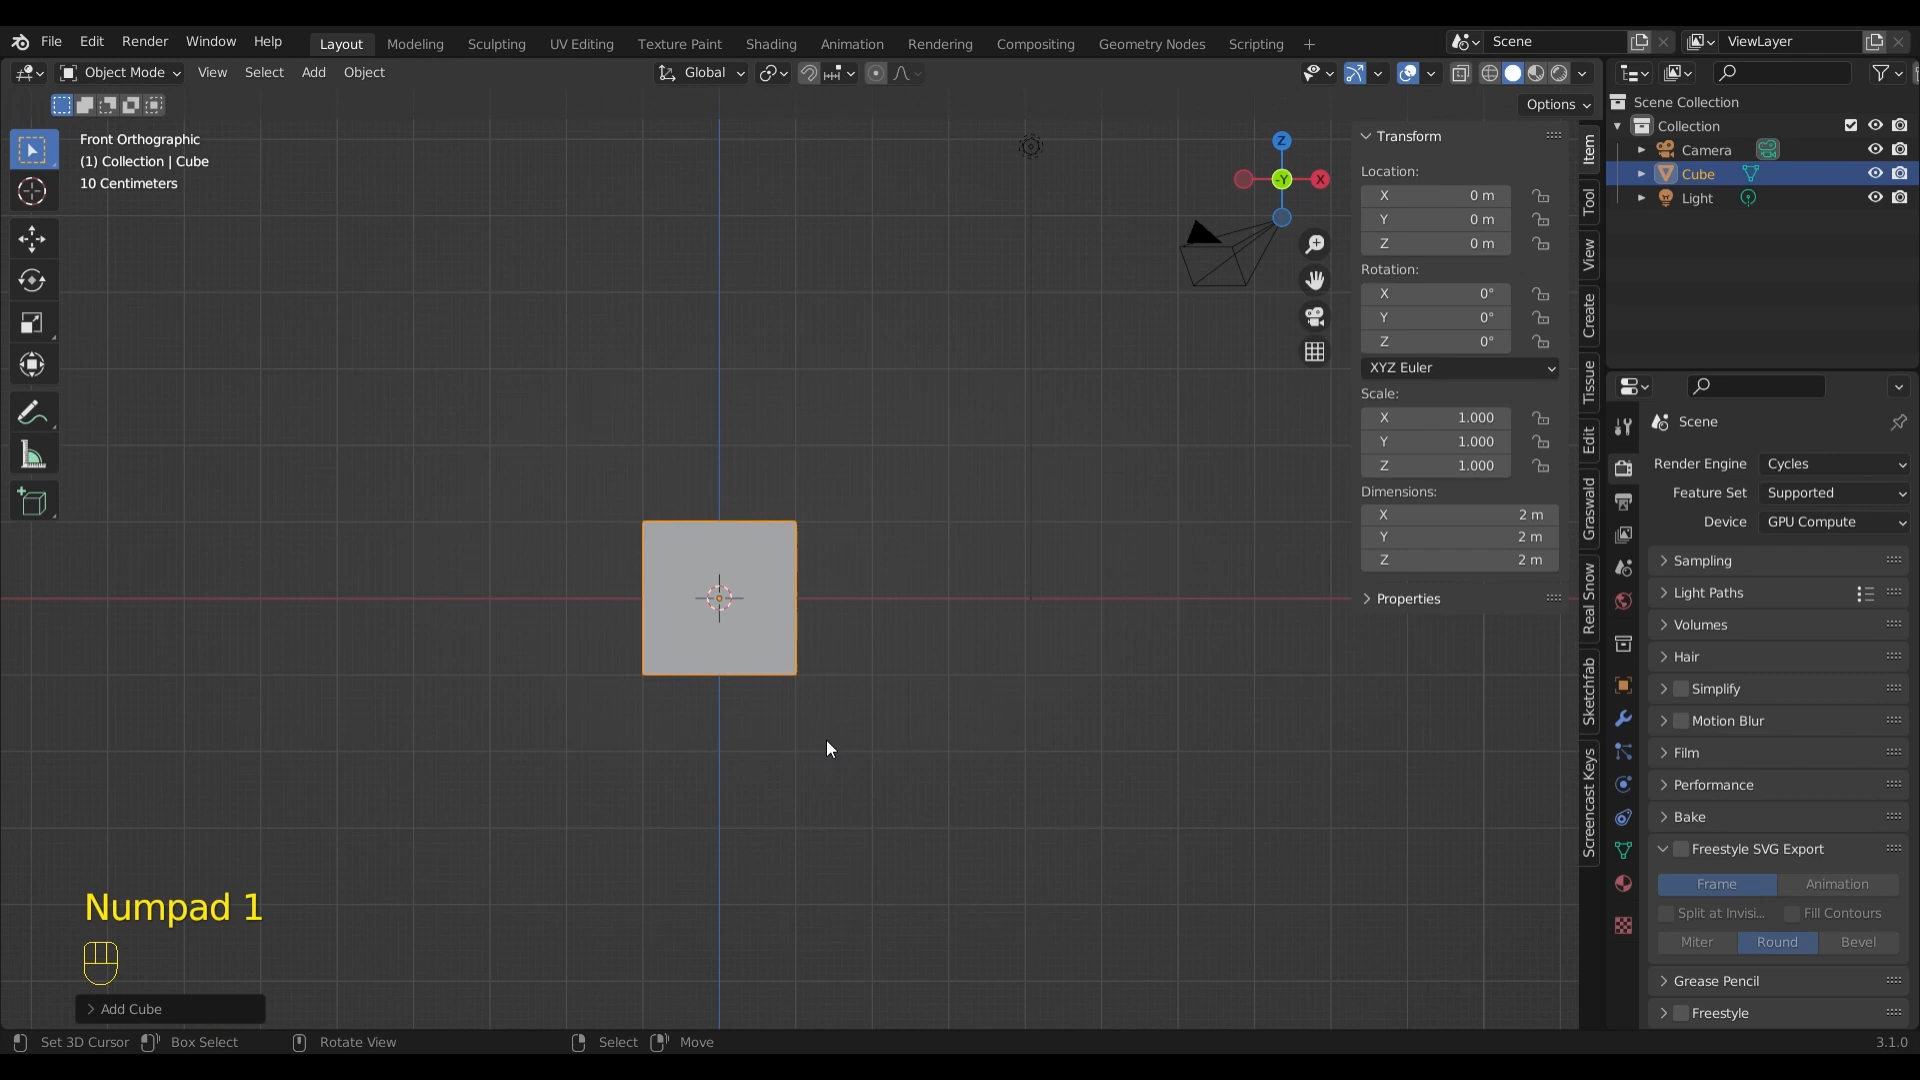 File Edit Render Window Help Layout Modeling Sculpting UV Editing Texture Paint Shading Animation Rendering Compositing Geometry Nodes Scripting + Scene ViewLayer
Object Mode View Select Add Object Global
Options
Front Orthographic
(1) Collection | Cube
10 Centimeters
Z
-Y
X
Transform
Location:
X 0 m
Y 0 m
Z 0 m
Rotation:
X 0°
Y 0°
Z 0°
XYZ Euler
Scale:
X 1.000
Y 1.000
Z 1.000
Dimensions:
X 2 m
Y 2 m
Z 2 m
Properties
Item
Tool
View
Create
Tissue
Edit
Graswald
Real Snow
Sketchfab
Screencast Keys
Scene Collection
Collection
Camera
Cube
Light
Scene
Render Engine Cycles
Feature Set Supported
Device GPU Compute
Sampling
Light Paths
Volumes
Hair
Simplify
Motion Blur
Film
Performance
Bake
Freestyle SVG Export
Frame Animation
Split at Invisi... Fill Contours
Miter Round Bevel
Grease Pencil
Freestyle
Numpad 1
Add Cube
Set 3D Cursor Box Select Rotate View Select Move 3.1.0